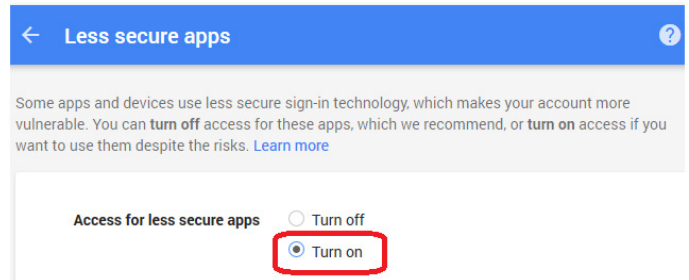 Less secure apps
Some apps and devices use less secure sign-in technology, which makes your account more
vulnerable. You can turn off access for these apps, which we recommend, or turn on access if you
want to use them despite the risks. Learn more
Access for less secure apps
Turn off
Turn on